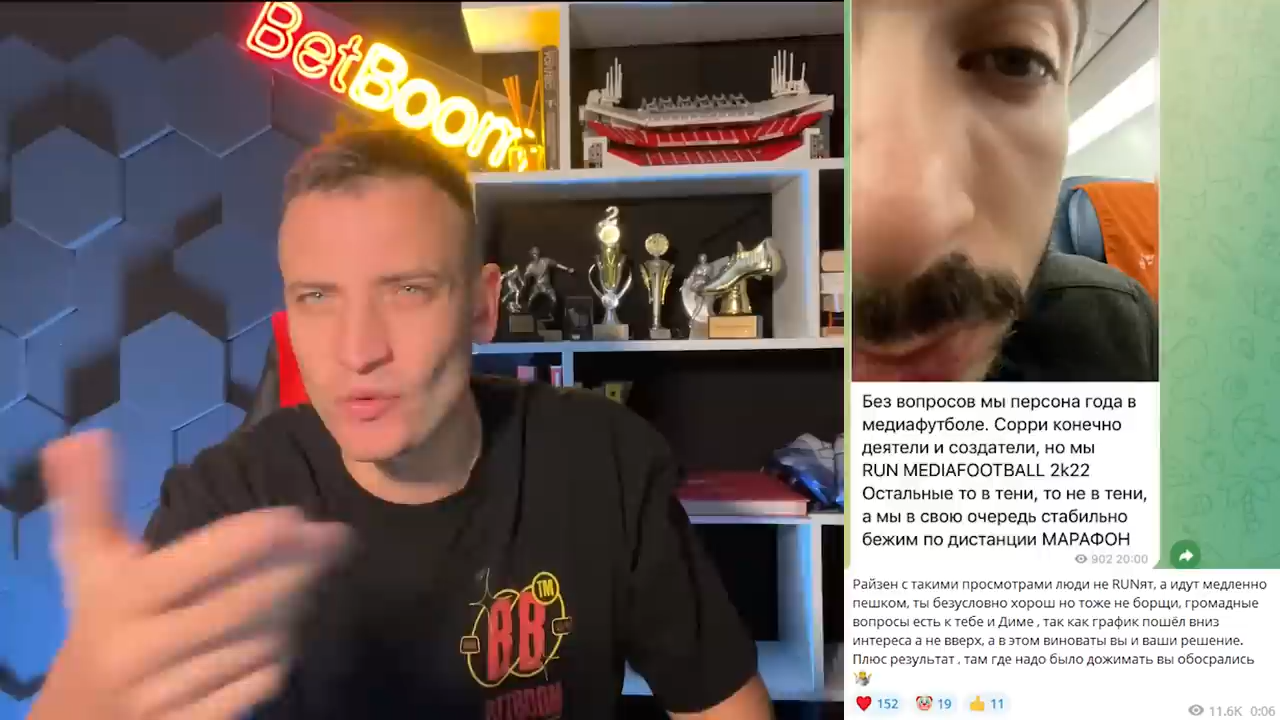 BetBoom
TM
BB
BETBOOM
2
Без вопросов мы персона года в
медиафутболе. Сорри конечно
деятели и создатели, но мы
RUN MEDIAFOOTBALL 2k22
Остальные то в тени, то не в тени,
а мы в свою очередь стабильно
бежим по дистанции МАРАФОН
902 20:00
Райзен с такими просмотрами люди не RUNят, а идут медленно
пешком, ты безусловно хорош но тоже не борщи, громадные
вопросы есть к тебе и Диме , так как график пошёл вниз
интереса а не вверх, а в этом виноваты вы и ваши решение.
Плюс результат , там где надо было дожимать вы обосрались
152 19 11
11.6K 0:06